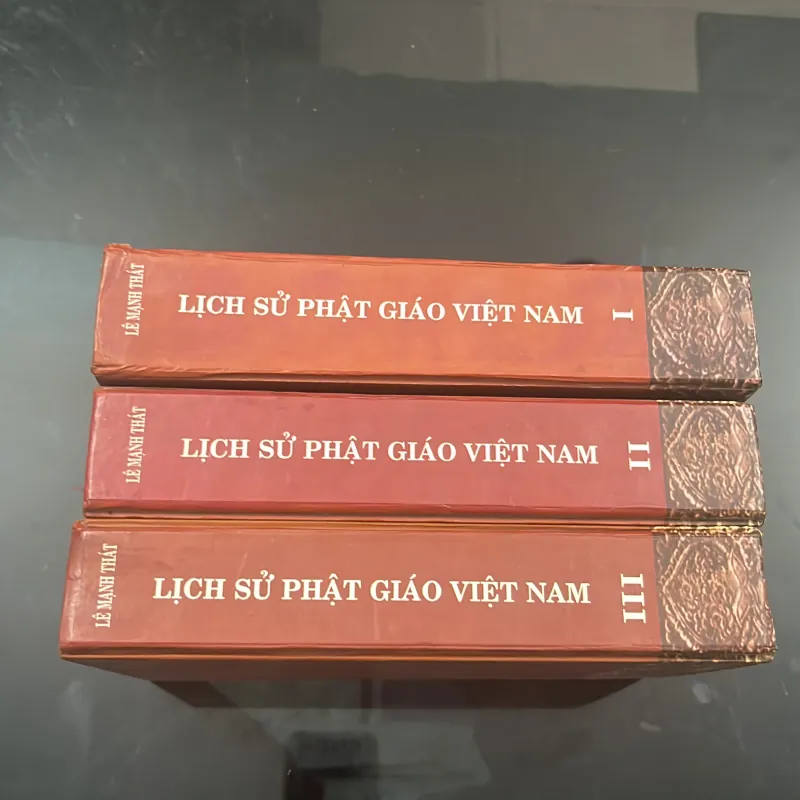 LÊ MẠNH THÁT
LỊCH SỬ PHẬT GIÁO VIỆT NAM
I
LÊ MẠNH THÁT
LỊCH SỬ PHẬT GIÁO VIỆT NAM
II
LÊ MẠNH THÁT
LỊCH SỬ PHẬT GIÁO VIỆT NAM
III